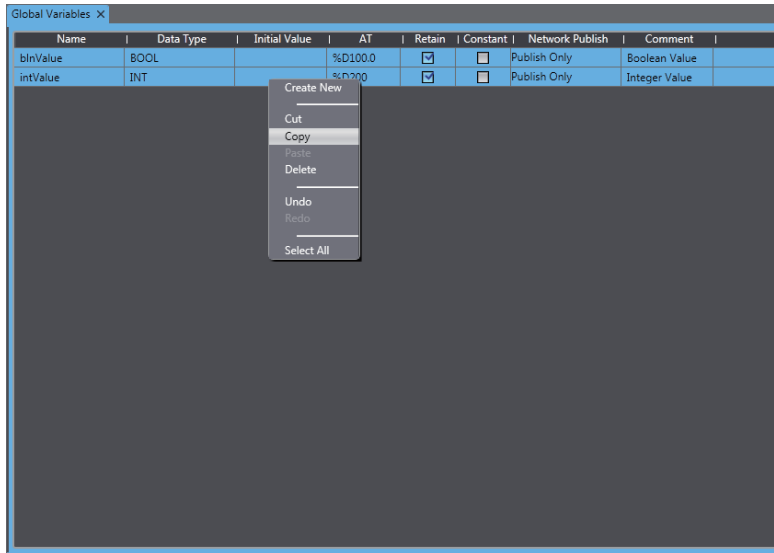 Global Variables X
Name | Data Type | Initial Value | AT | Retain | Constant | Network Publish | Comment |
blnValue BOOL %D100.0 Publish Only Boolean Value
intValue INT %D200 Publish Only Integer Value
Create New
Cut
Copy
Paste
Delete
Undo
Redo
Select All